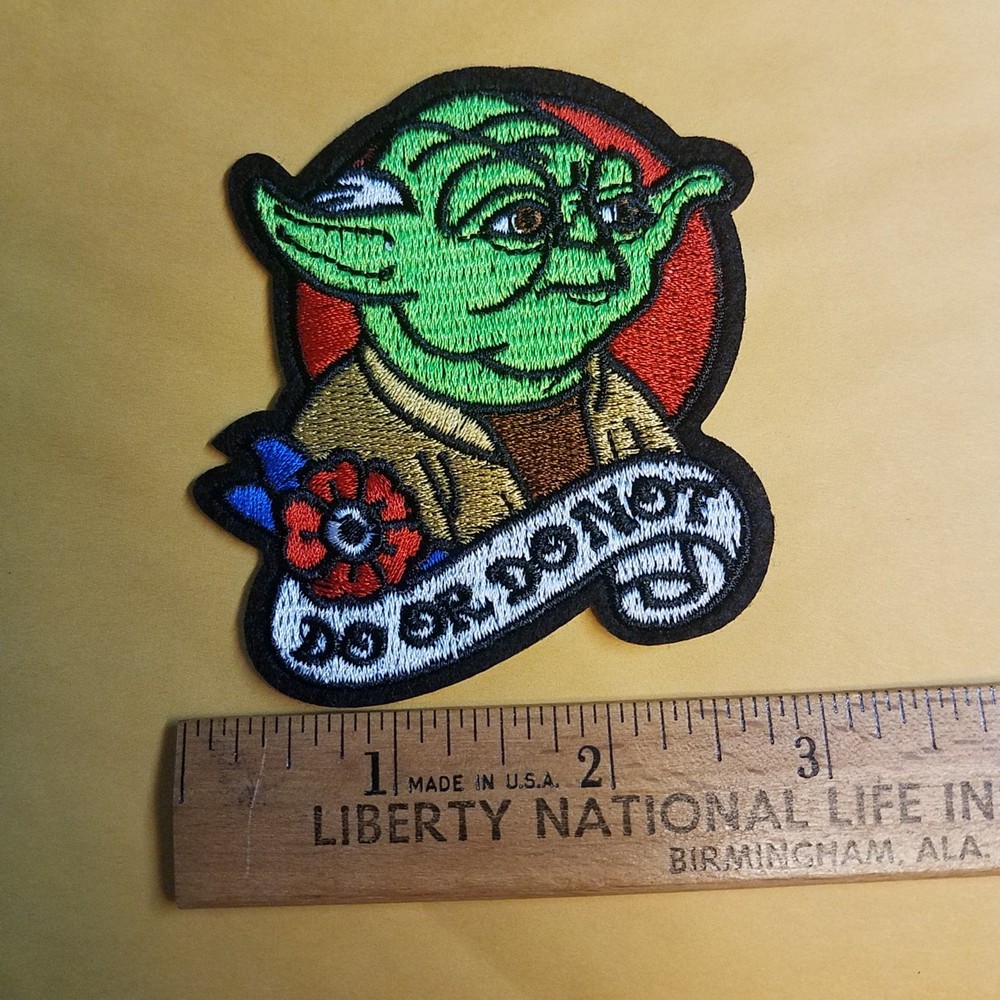 DO OR DO NOT
1 2 3
MADE IN U.S.A.
LIBERTY NATIONAL LIFE IN
BIRMINGHAM, ALA.